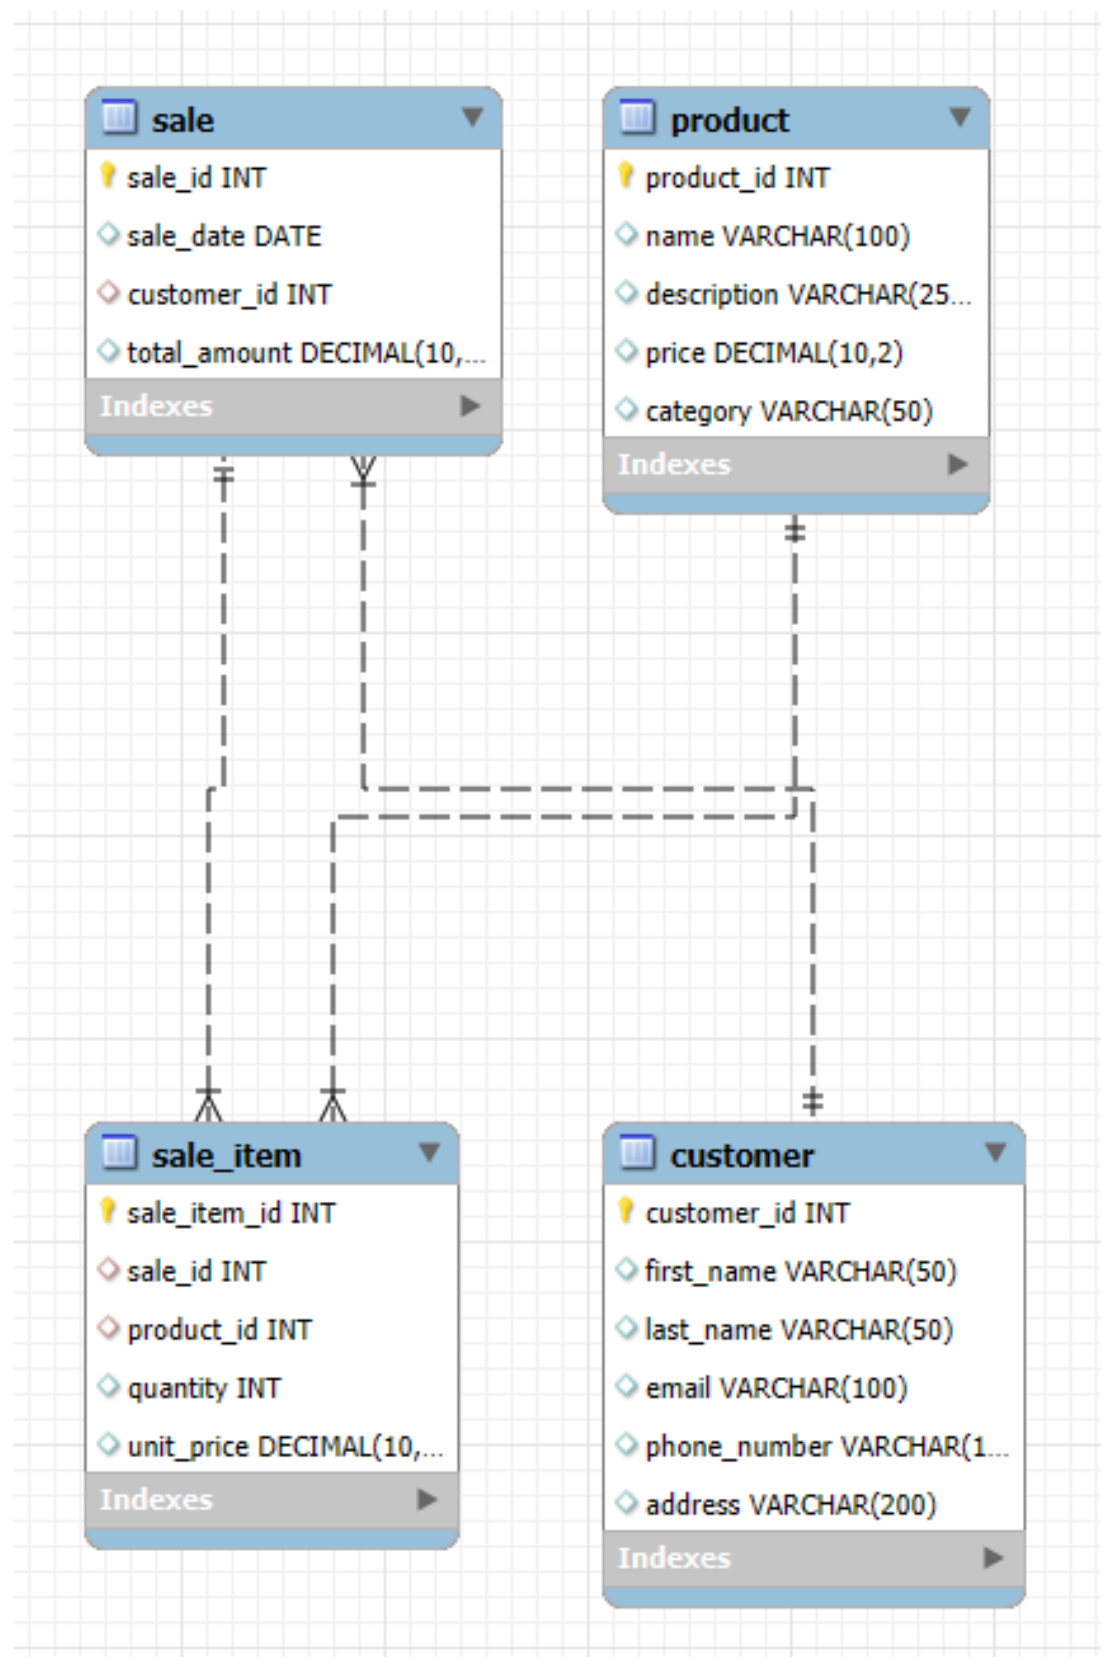 sale
sale_id INT
sale_date DATE
customer_id INT
total_amount DECIMAL(10,...
Indexes
product
product_id INT
name VARCHAR(100)
description VARCHAR(25...
price DECIMAL(10,2)
category VARCHAR(50)
Indexes
sale_item
sale_item_id INT
sale_id INT
product_id INT
quantity INT
unit_price DECIMAL(10,...
Indexes
customer
customer_id INT
first_name VARCHAR(50)
last_name VARCHAR(50)
email VARCHAR(100)
phone_number VARCHAR(1...
address VARCHAR(200)
Indexes